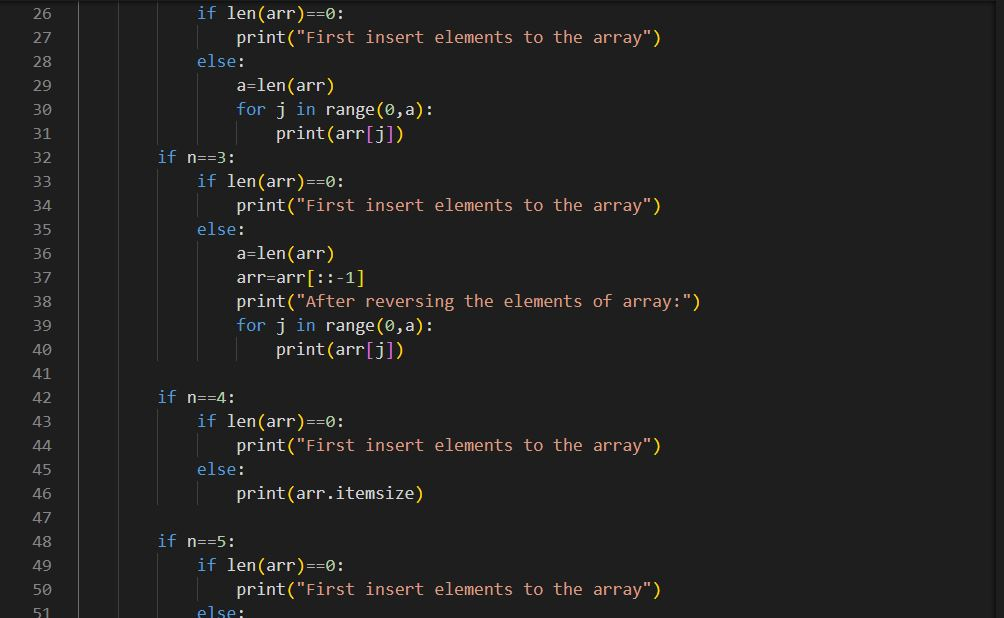 26 if len(arr)==0:
27 print("First insert elements to the array")
28 else:
29 a=len(arr)
30 for j in range(0,a):
31 print(arr[j])
32 if n==3:
33 if len(arr)==0:
34 print("First insert elements to the array")
35 else:
36 a=len(arr)
37 arr=arr[::-1]
38 print("After reversing the elements of array:")
39 for j in range(0,a):
40 print(arr[j])
41
42 if n==4:
43 if len(arr)==0:
44 print("First insert elements to the array")
45 else:
46 print(arr.itemsize)
47
48 if n==5:
49 if len(arr)==0:
50 print("First insert elements to the array")
51 else: